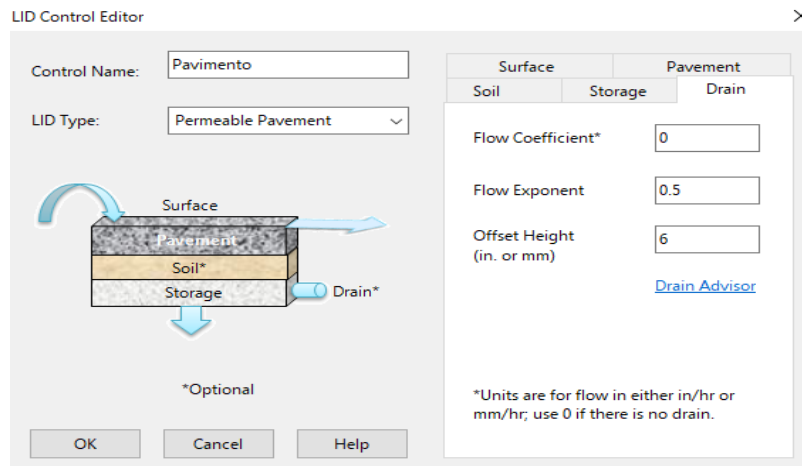 LID Control Editor
Control Name: Pavimento
LID Type: Permeable Pavement
Surface
Pavement
Soil*
Storage
Drain*
*Optional
OK Cancel Help
Surface Pavement
Soil Storage Drain
Flow Coefficient* 0
Flow Exponent 0.5
Offset Height
(in. or mm) 6
Drain Advisor
*Units are for flow in either in/hr or
mm/hr; use 0 if there is no drain.